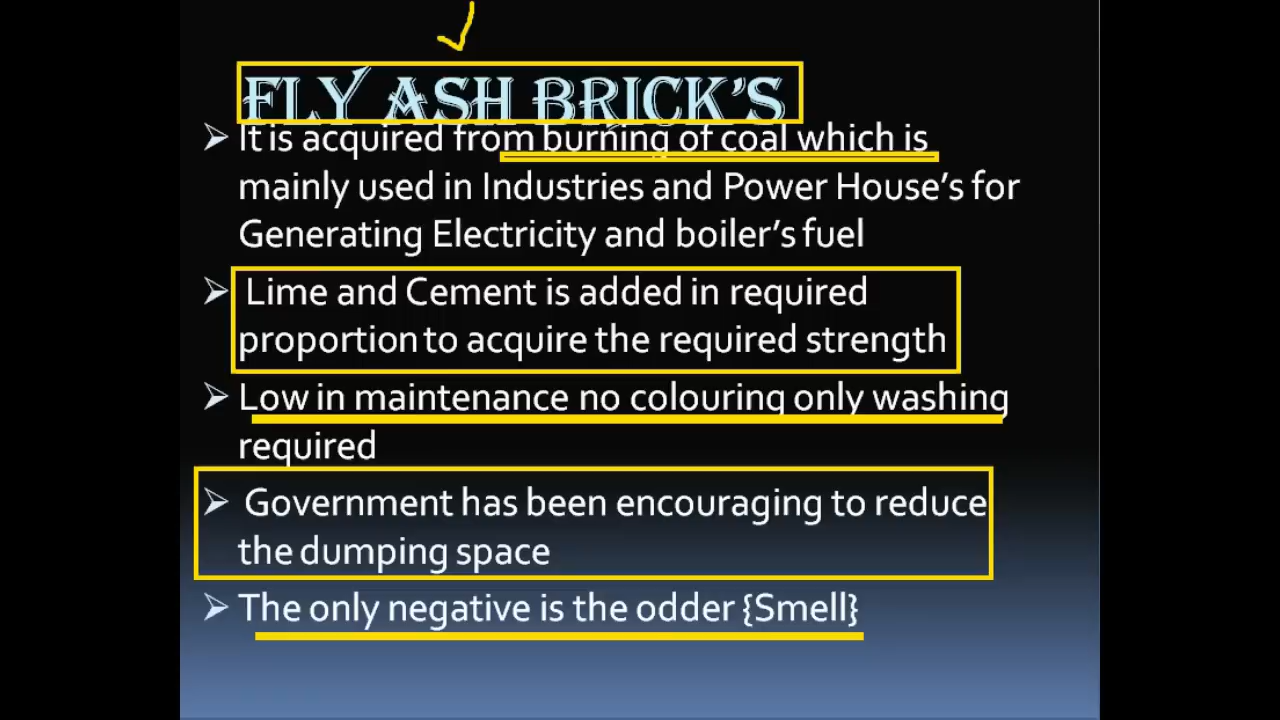 FLY ASH BRICK'S
It is acquired from burning of coal which is
mainly used in Industries and Power House's for
Generating Electricity and boiler's fuel
Lime and Cement is added in required
proportion to acquire the required strength
Low in maintenance no colouring only washing
required
Government has been encouraging to reduce
the dumping space
The only negative is the odder {Smell}